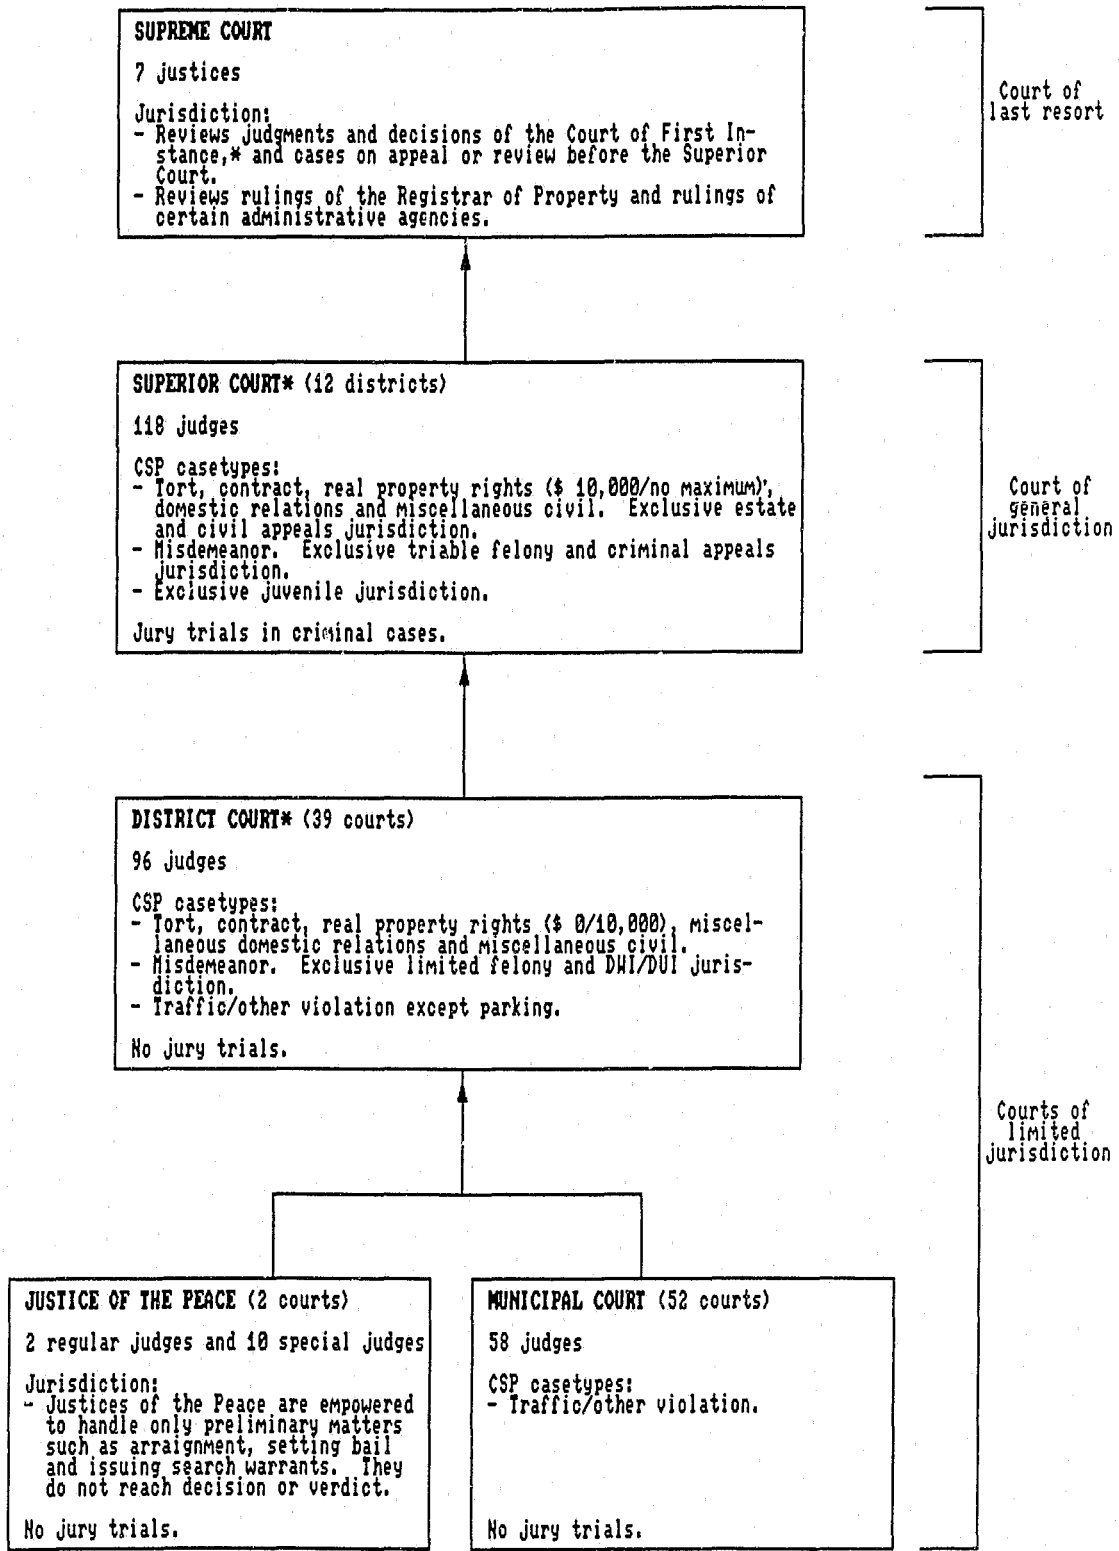 SUPREME COURT
7 justices
Jurisdiction:
- Reviews judgments and decisions of the Court of First In-
stance,* and cases on appeal or review before the Superior
Court.
- Reviews rulings of the Registrar of Property and rulings of
certain administrative agencies.
Court of
last resort
SUPERIOR COURT* (12 districts)
118 judges
CSP casetypes:
- Tort, contract, real property rights ($ 10,000/no maximum),
domestic relations and miscellaneous civil. Exclusive estate
and civil appeals jurisdiction.
- Misdemeanor. Exclusive triable felony and criminal appeals
jurisdiction.
- Exclusive juvenile jurisdiction.
Jury trials in criminal cases.
Court of
general
jurisdiction
DISTRICT COURT* (39 courts)
96 judges
CSP casetypes:
- Tort, contract, real property rights ($ 0/10,000), miscel-
laneous domestic relations and miscellaneous civil.
- Misdemeanor. Exclusive limited felony and DWI/DUI juris-
diction.
- Traffic/other violation except parking.
No jury trials.
Courts of
limited
jurisdiction
JUSTICE OF THE PEACE (2 courts)
2 regular judges and 10 special judges
Jurisdiction:
- Justices of the Peace are empowered
to handle only preliminary matters
such as arraignment, setting bail
and issuing search warrants. They
do not reach decision or verdict.
No jury trials.
MUNICIPAL COURT (52 courts)
58 judges
CSP casetypes:
- Traffic/other violation.
No jury trials.